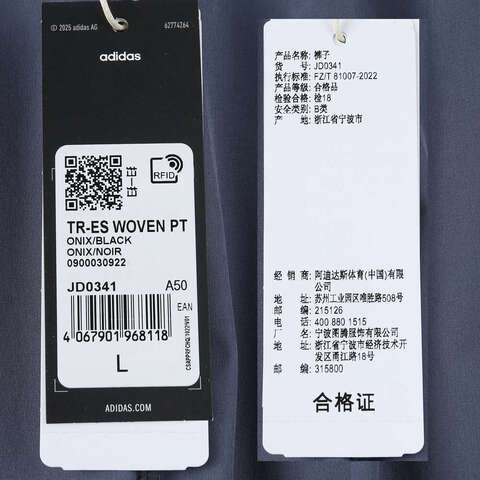 © 2025 adidas AG
62774264
adidas
RFID
TR-ES WOVEN PT
ONIX/BLACK
ONIX/NOIR
0900030922
JD0341 A50
EAN
4 067901 968118
L
ADIDAS.COM
产品名称: 裤子
货 号: JD0341
执行标准: FZ/T 81007-2022
产品等级: 合格品
检验合格: 检18
安全类别: B类
产 地: 浙江省宁波市
经 销 商: 阿迪达斯体育(中国)有限
公司
地 址: 苏州工业园区唯胜路508号
邮 编: 215126
电 话: 400 880 1515
厂 名: 宁波图腾服饰有限公司
地 址: 浙江省宁波市经济技术开
发区甬江路18号
邮 编: 315800
合格证